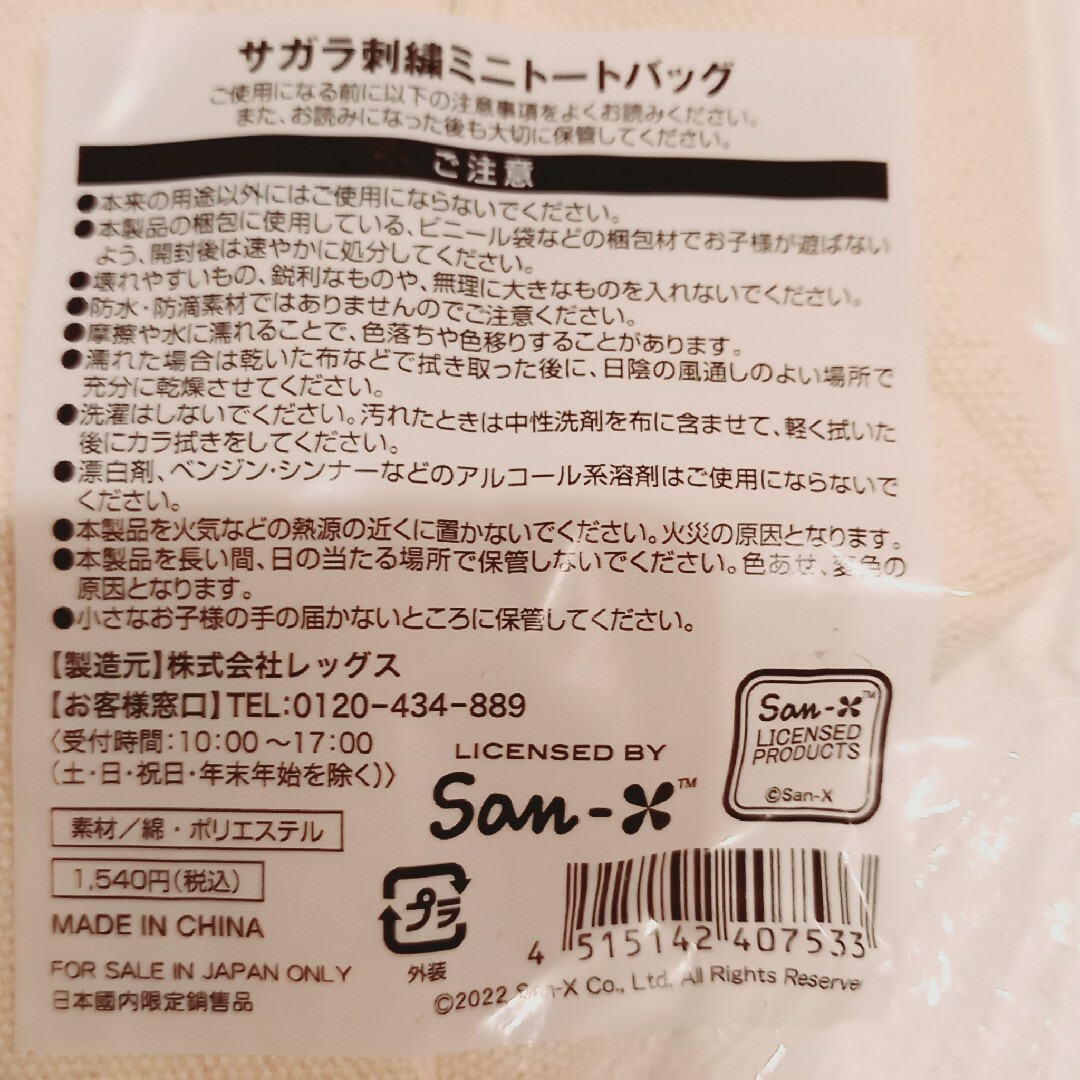 サガラ刺繍ミニトートバッグ
ご使用になる前に以下の注意事項をよくお読みください。
また、お読みになった後も大切に保管してください。
ご注意
●本来の用途以外にはご使用にならないでください。
●本製品の梱包に使用している、ビニール袋などの梱包材でお子様が遊ばない
よう、開封後は速やかに処分してください。
●壊れやすいもの、鋭利なものや、無理に大きなものを入れないでください。
●防水・防滴素材ではありませんのでご注意ください。
●摩擦や水に濡れることで、色落ちや色移りすることがあります。
●濡れた場合は乾いた布などで拭き取った後に、日陰の風通しのよい場所で
充分に乾燥させてください。
●洗濯はしないでください。汚れたときは中性洗剤を布に含ませて、軽く拭いた
後にカラ拭きをしてください。
●漂白剤、ベンジン・シンナーなどのアルコール系溶剤はご使用にならないで
ください。
●本製品を火気などの熱源の近くに置かないでください。火災の原因となります。
●本製品を長い間、日の当たる場所で保管しないでください。色あせ、変色の
原因となります。
●小さなお子様の手の届かないところに保管してください。
【製造元】株式会社レッグス
【お客様窓口】TEL:0120-434-889
〈受付時間:10:00〜17:00
(土・日・祝日・年末年始を除く)〉
LICENSED BY
San-X™
San-X™
LICENSED
PRODUCTS
©San-X
素材/綿・ポリエステル
1,540円(税込)
MADE IN CHINA
FOR SALE IN JAPAN ONLY
日本國内限定銷售品
プラ
外装
4 515142 407533
©2022 San-X Co., Ltd. All Rights Reserve